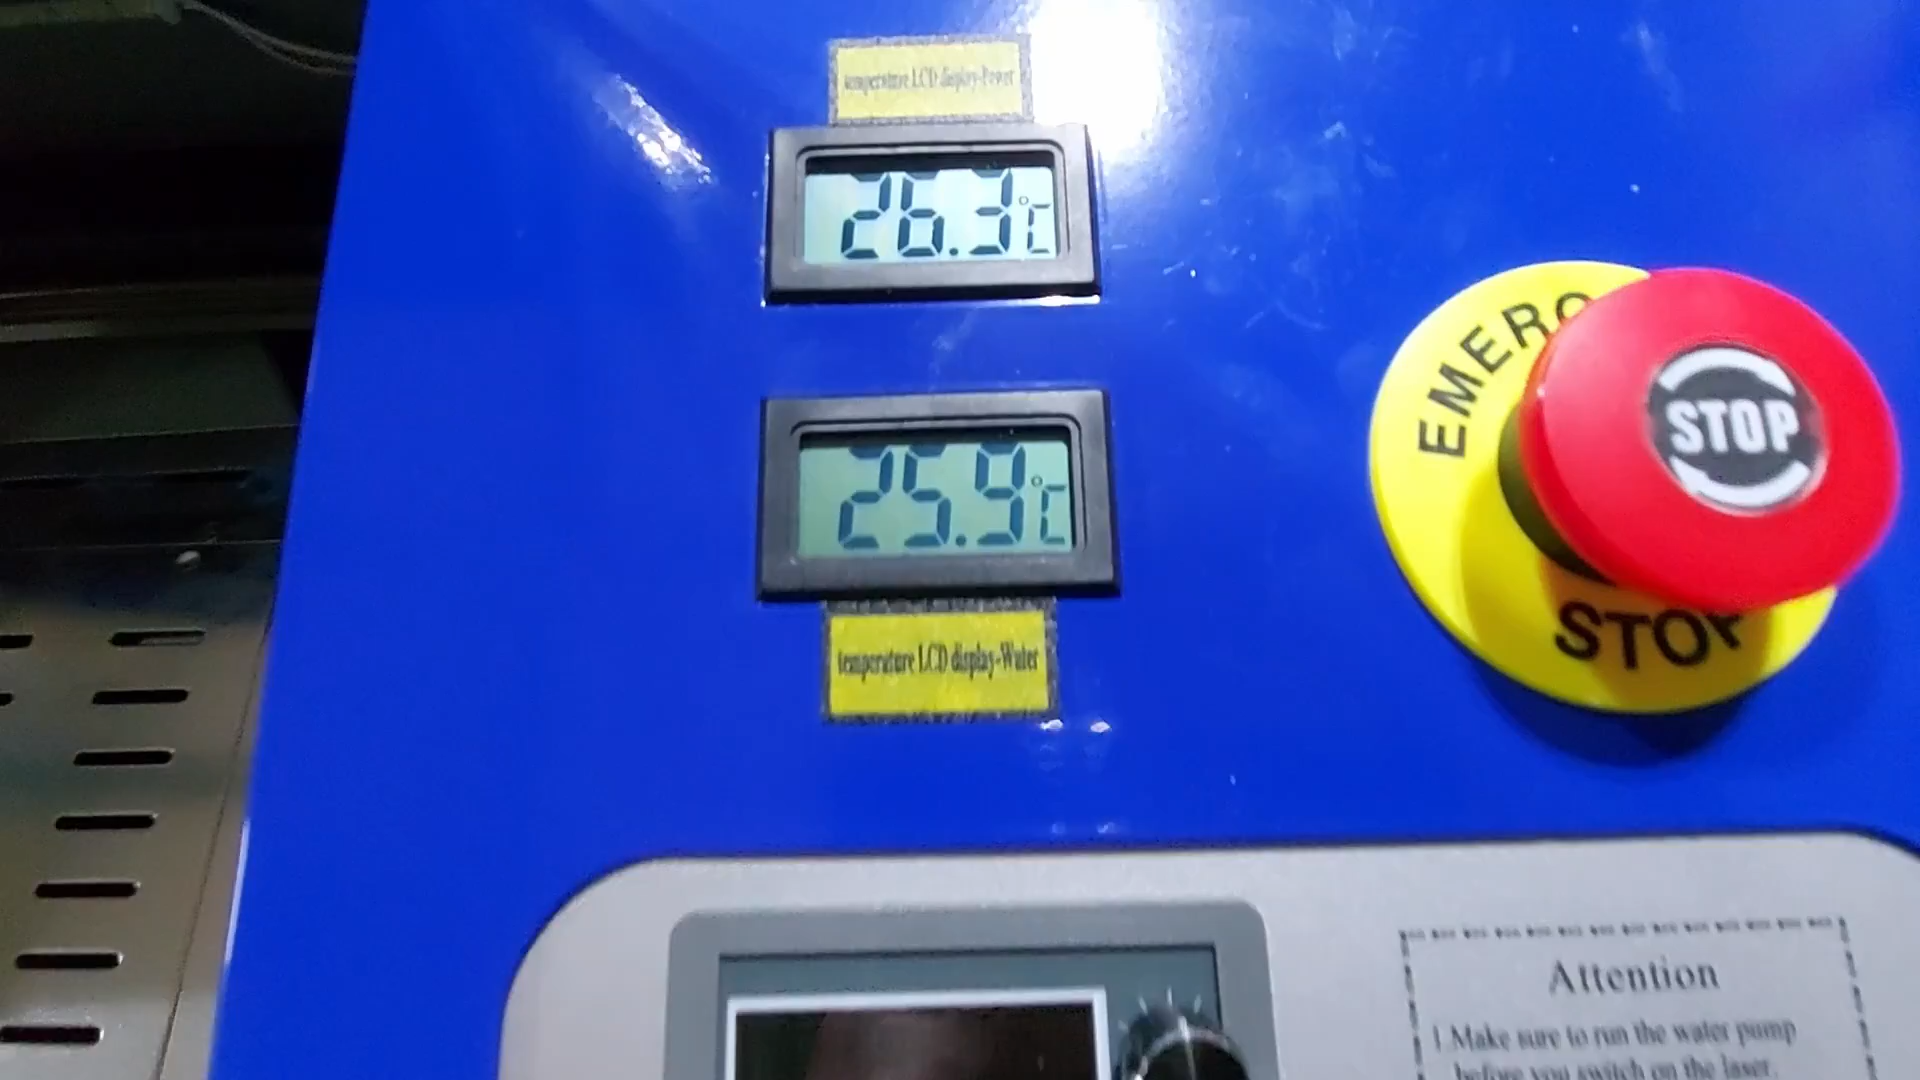 temperature LCD display-Power
26.3°C
25.9°C
temperature LCD display-Water
EMERG
STOP
STOP
Attention
1.Make sure to run the water pump
before you switch on the laser.